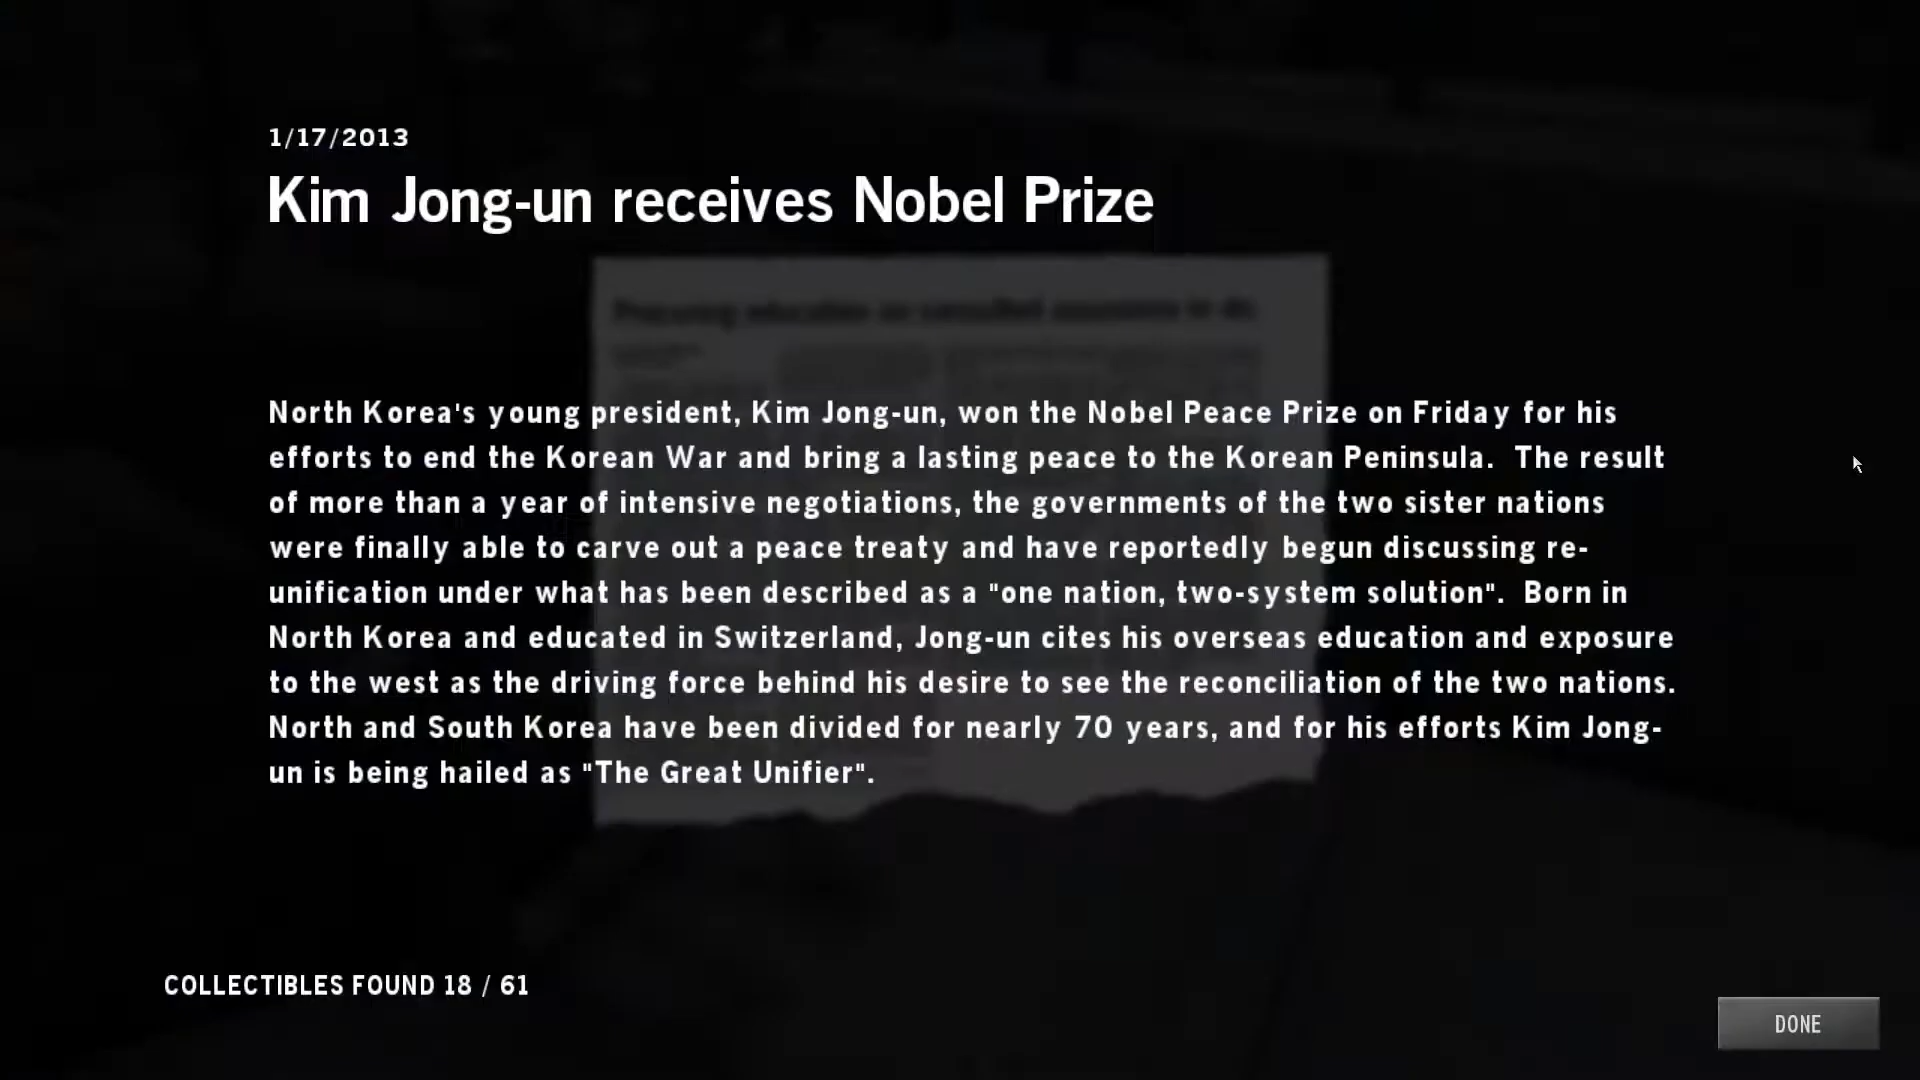 1/17/2013
Kim Jong-un receives Nobel Prize
North Korea's young president, Kim Jong-un, won the Nobel Peace Prize on Friday for his
efforts to end the Korean War and bring a lasting peace to the Korean Peninsula.  The result
of more than a year of intensive negotiations, the governments of the two sister nations
were finally able to carve out a peace treaty and have reportedly begun discussing re-
unification under what has been described as a "one nation, two-system solution".  Born in
North Korea and educated in Switzerland, Jong-un cites his overseas education and exposure
to the west as the driving force behind his desire to see the reconciliation of the two nations.
North and South Korea have been divided for nearly 70 years, and for his efforts Kim Jong-
un is being hailed as "The Great Unifier".
COLLECTIBLES FOUND 18 / 61
DONE